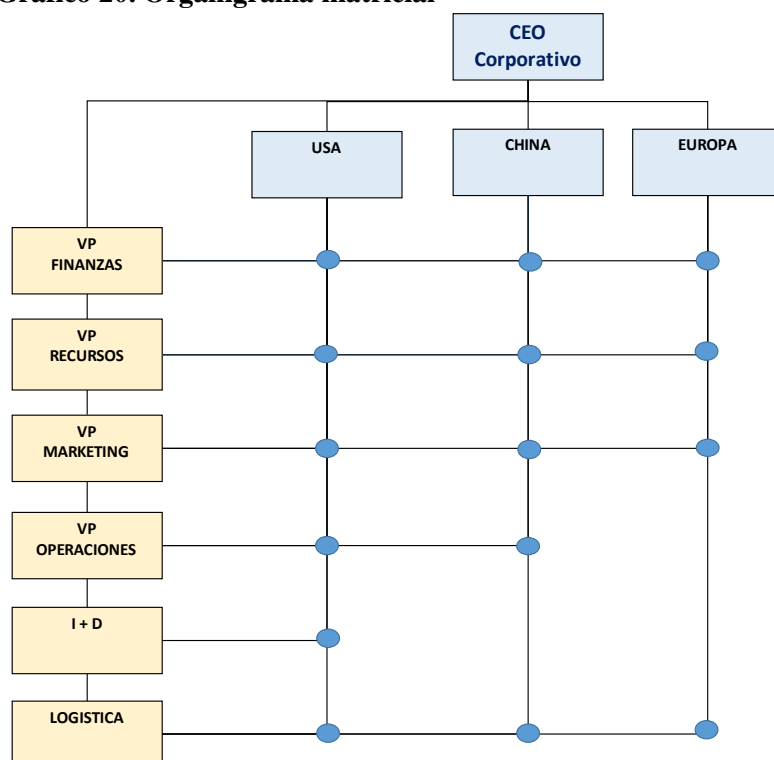 Gráfico 20. Organigrama matricial
CEO
Corporativo
USA
CHINA
EUROPA
VP
FINANZAS
VP
RECURSOS
VP
MARKETING
VP
OPERACIONES
I + D
LOGISTICA